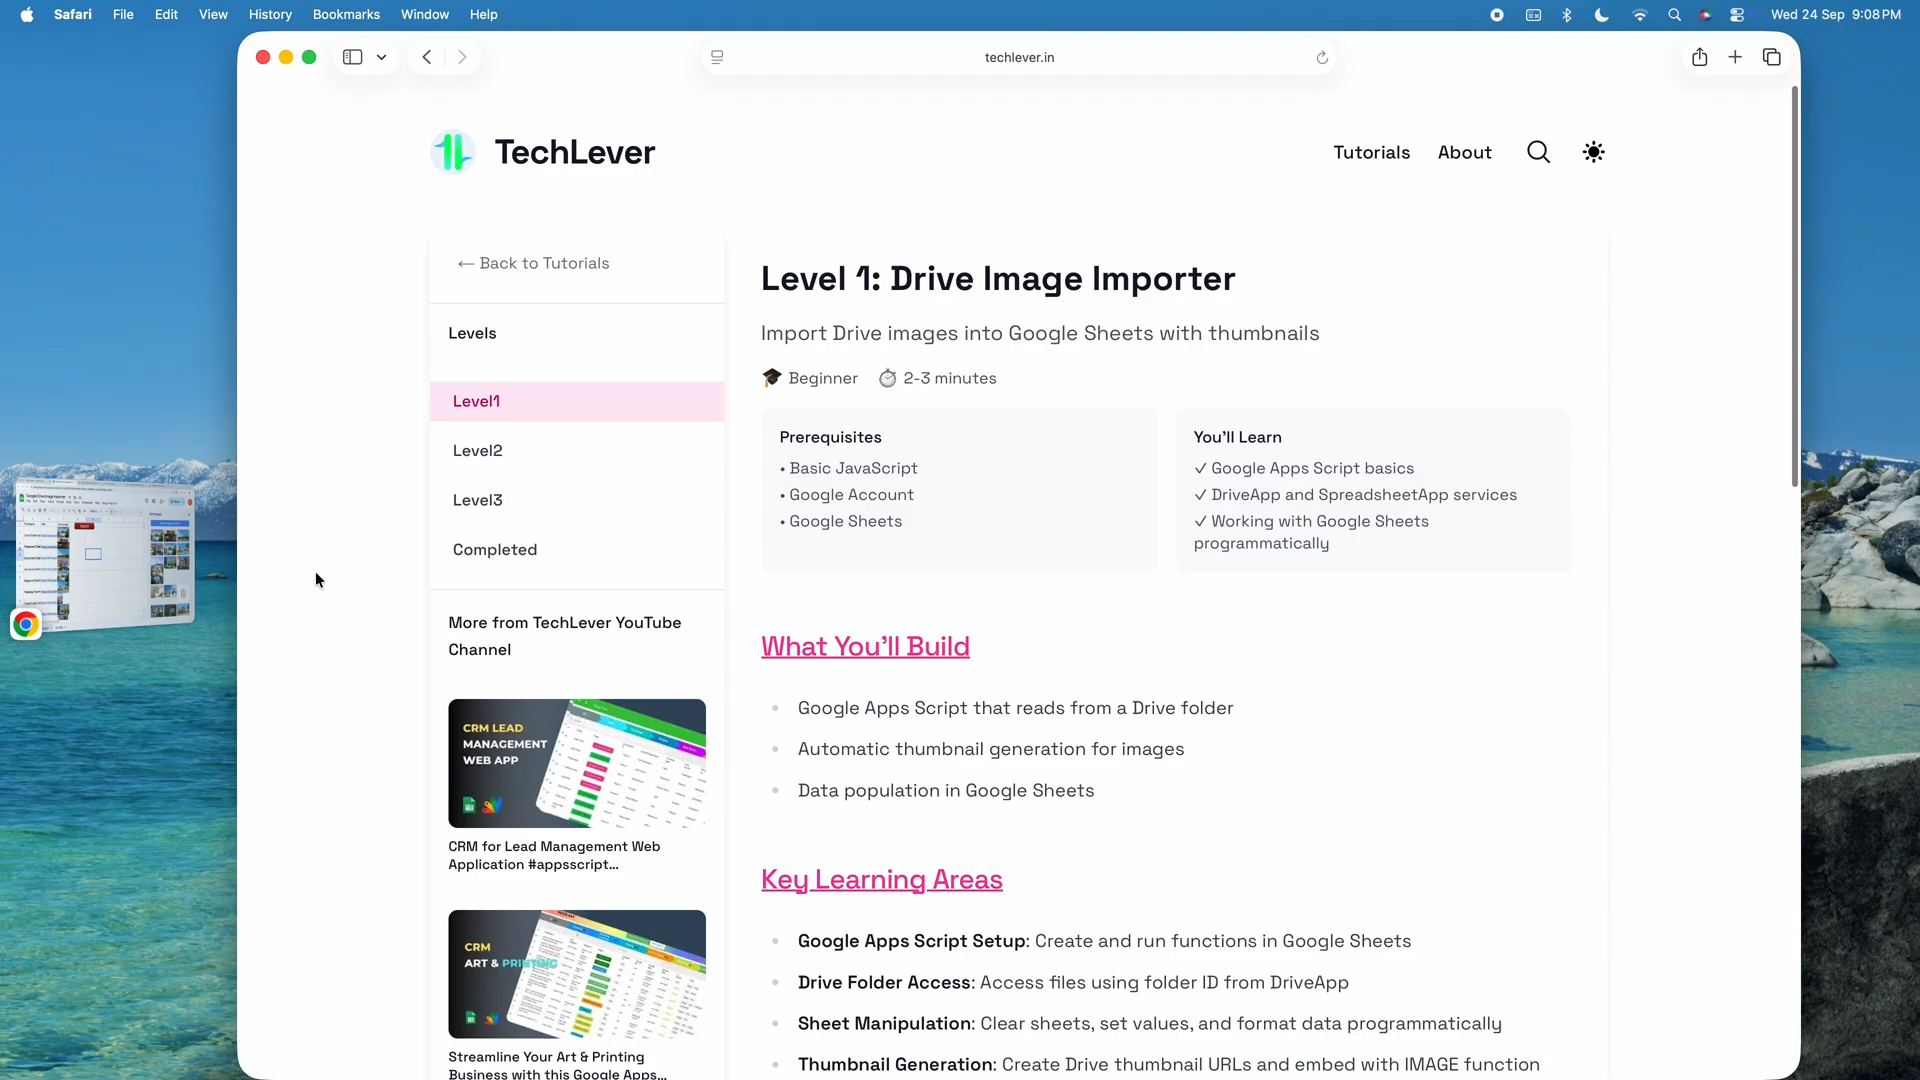 Safari File Edit View History Bookmarks Window Help
Wed 24 Sep 9:08 PM
techlever.in
TechLever
Tutorials About
← Back to Tutorials
Levels
Level1
Level2
Level3
Completed
More from TechLever YouTube
Channel
CRM LEAD
MANAGEMENT
WEB APP
CRM for Lead Management Web
Application #appsscript...
CRM
ART & PRINTING
Streamline Your Art & Printing
Business with this Google Apps...
Level 1: Drive Image Importer
Import Drive images into Google Sheets with thumbnails
Beginner 2-3 minutes
Prerequisites
• Basic JavaScript
• Google Account
• Google Sheets
You'll Learn
✓ Google Apps Script basics
✓ DriveApp and SpreadsheetApp services
✓ Working with Google Sheets
programmatically
What You'll Build
• Google Apps Script that reads from a Drive folder
• Automatic thumbnail generation for images
• Data population in Google Sheets
Key Learning Areas
• Google Apps Script Setup: Create and run functions in Google Sheets
• Drive Folder Access: Access files using folder ID from DriveApp
• Sheet Manipulation: Clear sheets, set values, and format data programmatically
• Thumbnail Generation: Create Drive thumbnail URLs and embed with IMAGE function